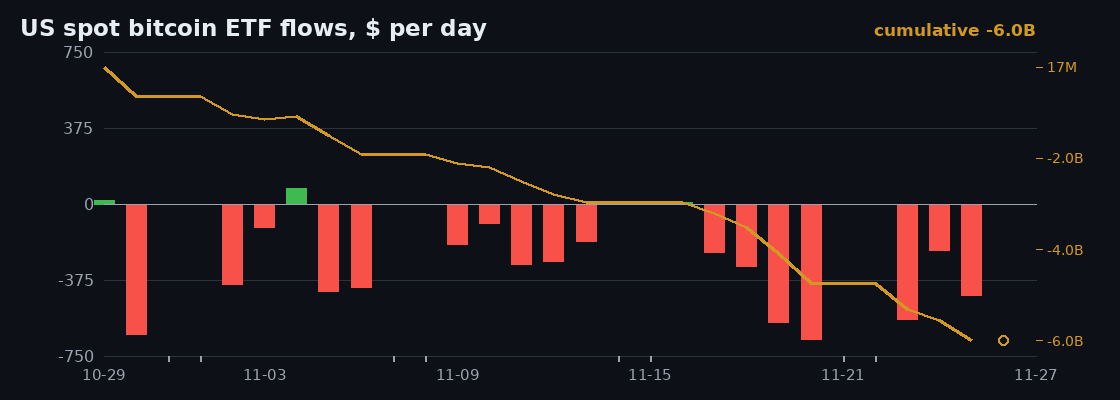 US spot bitcoin ETF flows, $ per day
cumulative -6.0B
750
375
0
-375
-750
17M
-2.0B
-4.0B
-6.0B
10-29
11-03
11-09
11-15
11-21
11-27